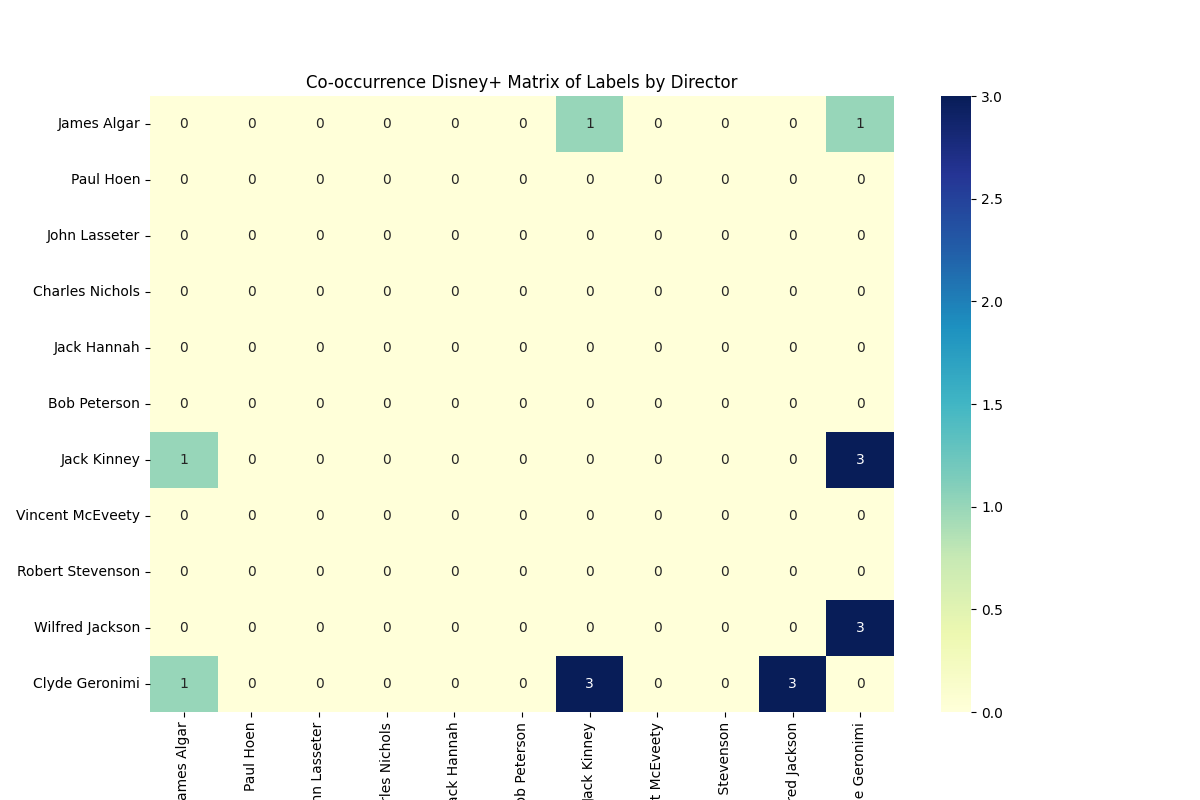 Co-occurrence Disney+ Matrix of Labels by Director
James Algar 0 0 0 0 0 0 1 0 0 0 1
Paul Hoen 0 0 0 0 0 0 0 0 0 0 0
John Lasseter 0 0 0 0 0 0 0 0 0 0 0
Charles Nichols 0 0 0 0 0 0 0 0 0 0 0
Jack Hannah 0 0 0 0 0 0 0 0 0 0 0
Bob Peterson 0 0 0 0 0 0 0 0 0 0 0
Jack Kinney 1 0 0 0 0 0 0 0 0 0 3
Vincent McEveety 0 0 0 0 0 0 0 0 0 0 0
Robert Stevenson 0 0 0 0 0 0 0 0 0 0 0
Wilfred Jackson 0 0 0 0 0 0 0 0 0 0 3
Clyde Geronimi 1 0 0 0 0 0 3 0 0 3 0
ames Algar
Paul Hoen
hn Lasseter
rles Nichols
ack Hannah
ob Peterson
Jack Kinney
t McEveety
Stevenson
red Jackson
e Geronimi
3.0
2.5
2.0
1.5
1.0
0.5
0.0